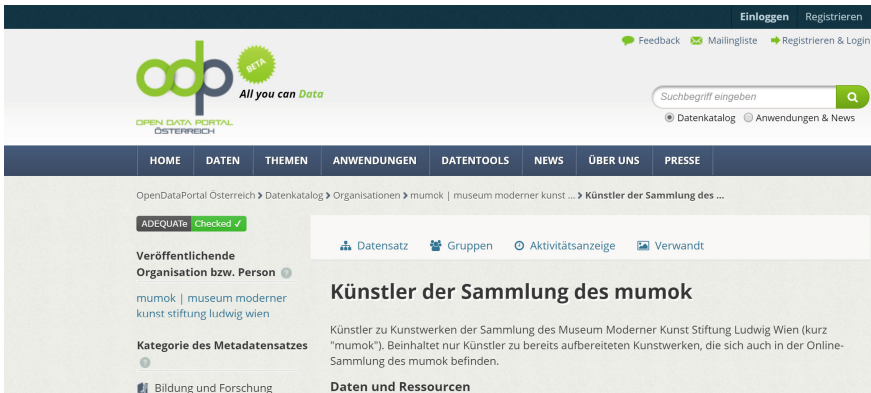 Einloggen Registrieren
Feedback Mailingliste Registrieren & Login
odp BETA
All you can Data
OPEN DATA PORTAL
ÖSTERREICH
Suchbegriff eingeben
Datenkatalog Anwendungen & News
HOME DATEN THEMEN ANWENDUNGEN DATENTOOLS NEWS ÜBER UNS PRESSE
OpenDataPortal Österreich > Datenkatalog > Organisationen > mumok | museum moderner kunst ... > Künstler der Sammlung des ...
ADEQUATe Checked ✓
Veröffentlichende
Organisation bzw. Person
mumok | museum moderner
kunst stiftung ludwig wien
Kategorie des Metadatensatzes
Bildung und Forschung
Datensatz Gruppen Aktivitätsanzeige Verwandt
Künstler der Sammlung des mumok
Künstler zu Kunstwerken der Sammlung des Museum Moderner Kunst Stiftung Ludwig Wien (kurz
"mumok"). Beinhaltet nur Künstler zu bereits aufbereiteten Kunstwerken, die sich auch in der Online-
Sammlung des mumok befinden.
Daten und Ressourcen